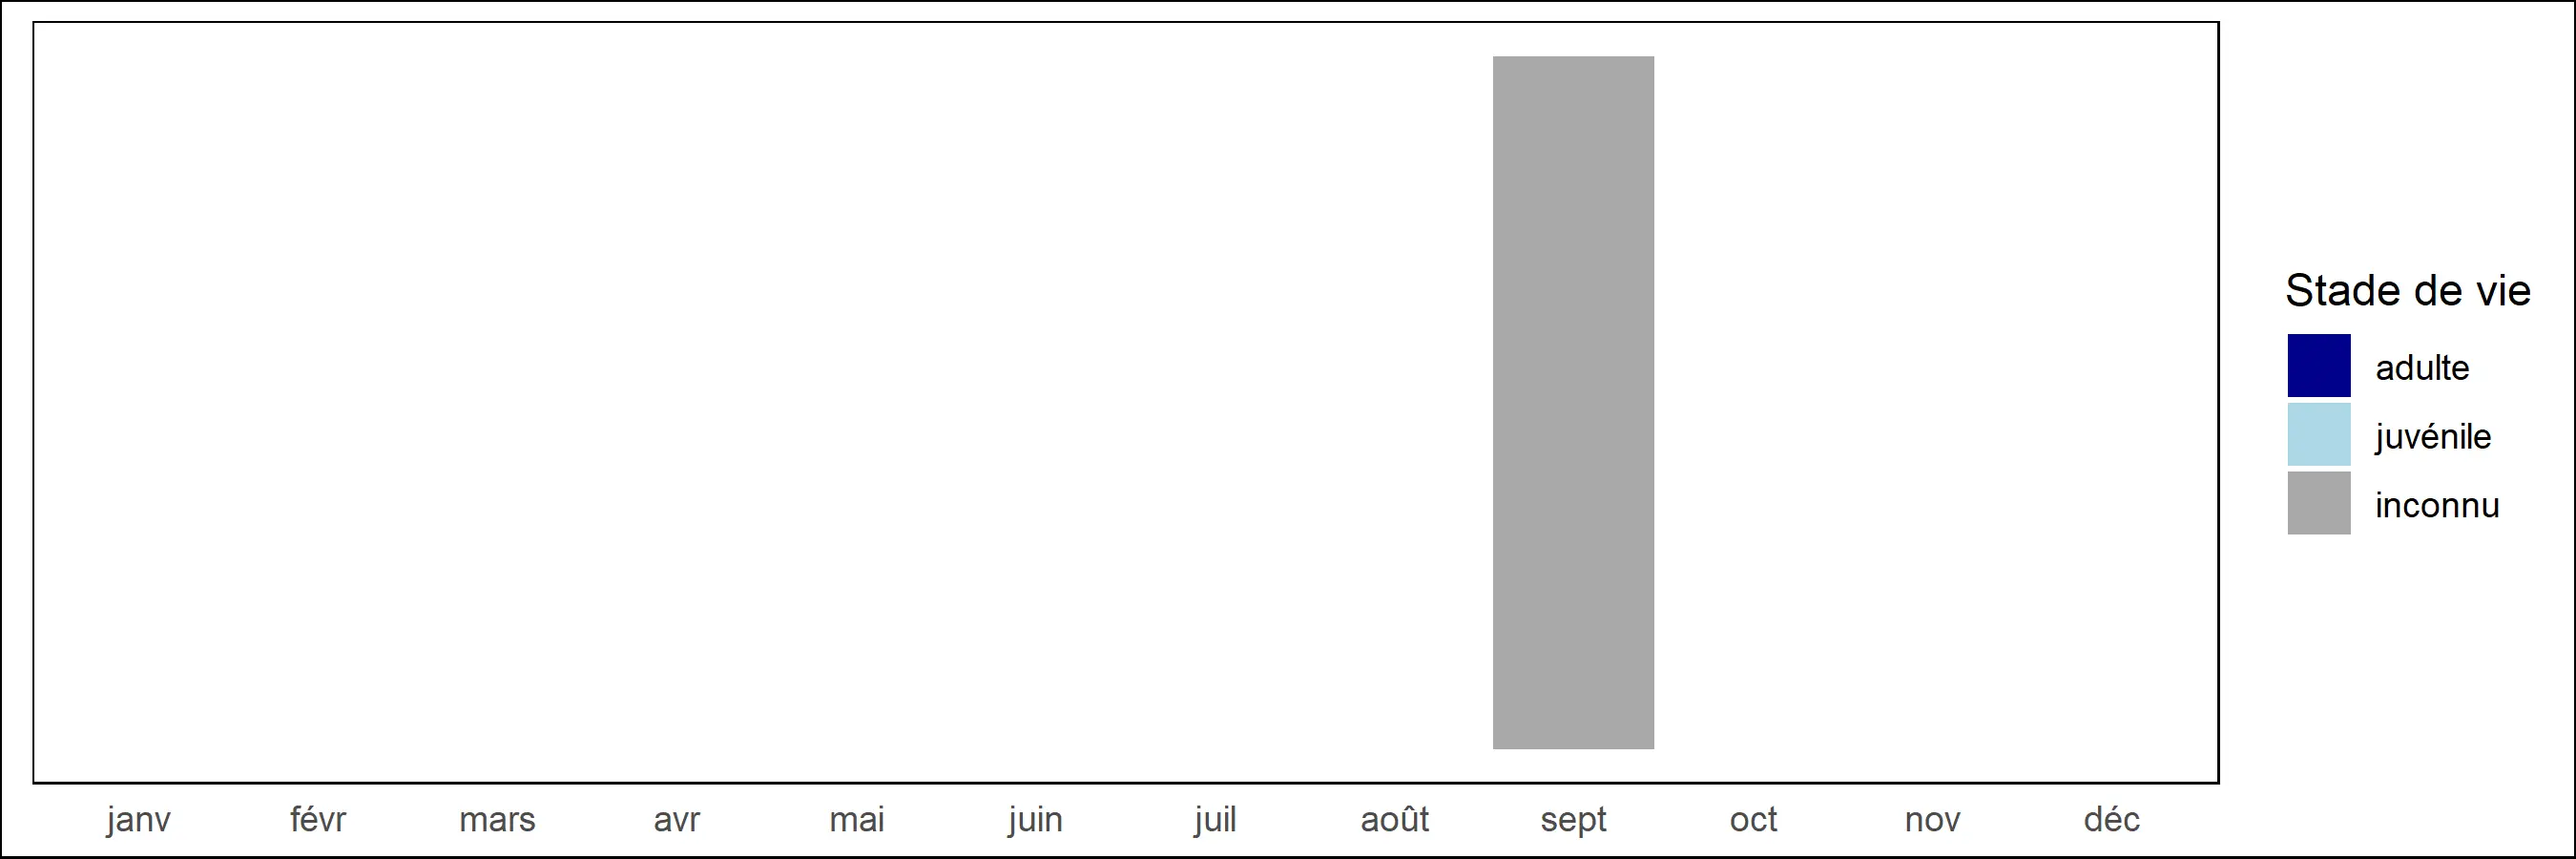 Stade de vie
adulte
juvénile
inconnu
janv févr mars avr mai juin juil août sept oct nov déc